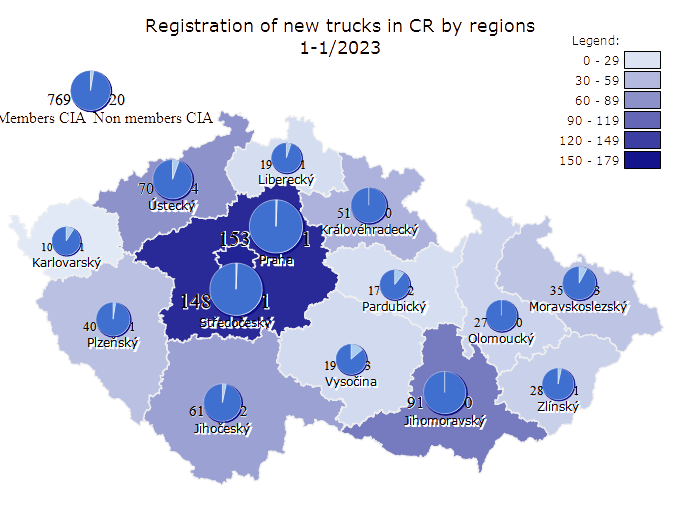 Registration of new trucks in CR by regions
1-1/2023
Legend:
0 - 29
30 - 59
60 - 89
90 - 119
120 - 149
150 - 179
769 20
Members CIA Non members CIA
19 1
Liberecký
70 4
Ústecký
51 0
Královéhradecký
153 1
Praha
10 1
Karlovarský
148 1
Středočeský
17 2
Pardubický
35 3
Moravskoslezský
40 1
Plzeňský
27 0
Olomoucký
19 3
Vysočina
28 1
Zlínský
61 2
Jihočeský
91 0
Jihomoravský